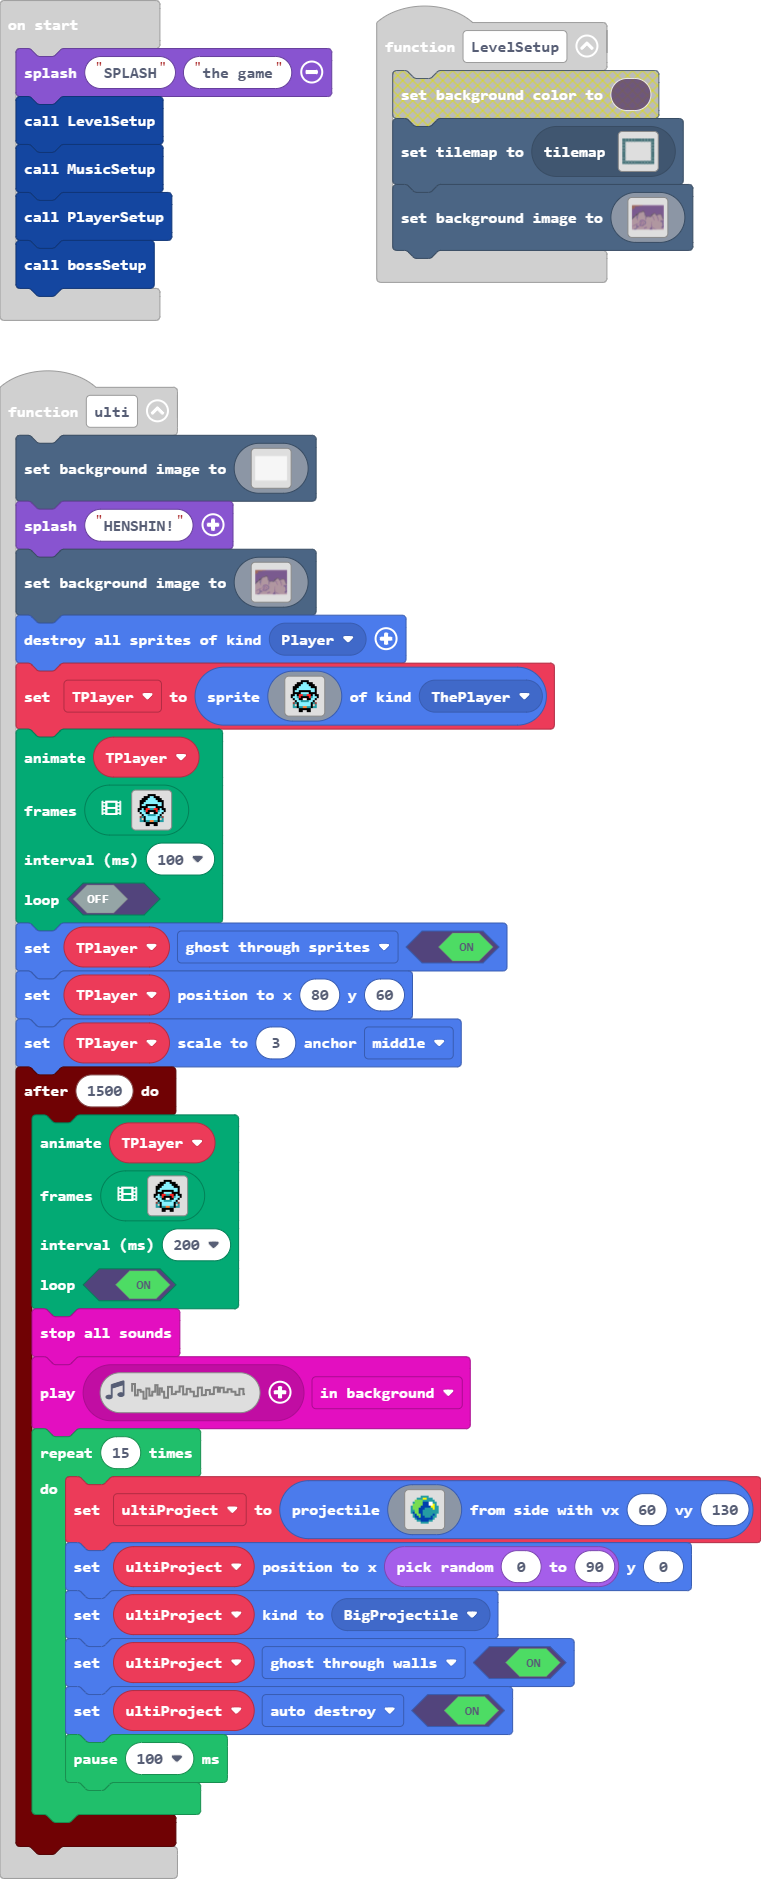 on start
splash "SPLASH" "the game"
call LevelSetup
call MusicSetup
call PlayerSetup
call bossSetup
function LevelSetup
set background color to
set tilemap to tilemap
set background image to
function ulti
set background image to
splash "HENSHIN!"
set background image to
destroy all sprites of kind Player
set TPlayer to sprite of kind ThePlayer
animate TPlayer
frames
interval (ms) 100
loop OFF
set TPlayer ghost through sprites ON
set TPlayer position to x 80 y 60
set TPlayer scale to 3 anchor middle
after 1500 do
animate TPlayer
frames
interval (ms) 200
loop ON
stop all sounds
play in background
repeat 15 times
do
set ultiProject to projectile from side with vx 60 vy 130
set ultiProject position to x pick random 0 to 90 y 0
set ultiProject kind to BigProjectile
set ultiProject ghost through walls ON
set ultiProject auto destroy ON
pause 100 ms